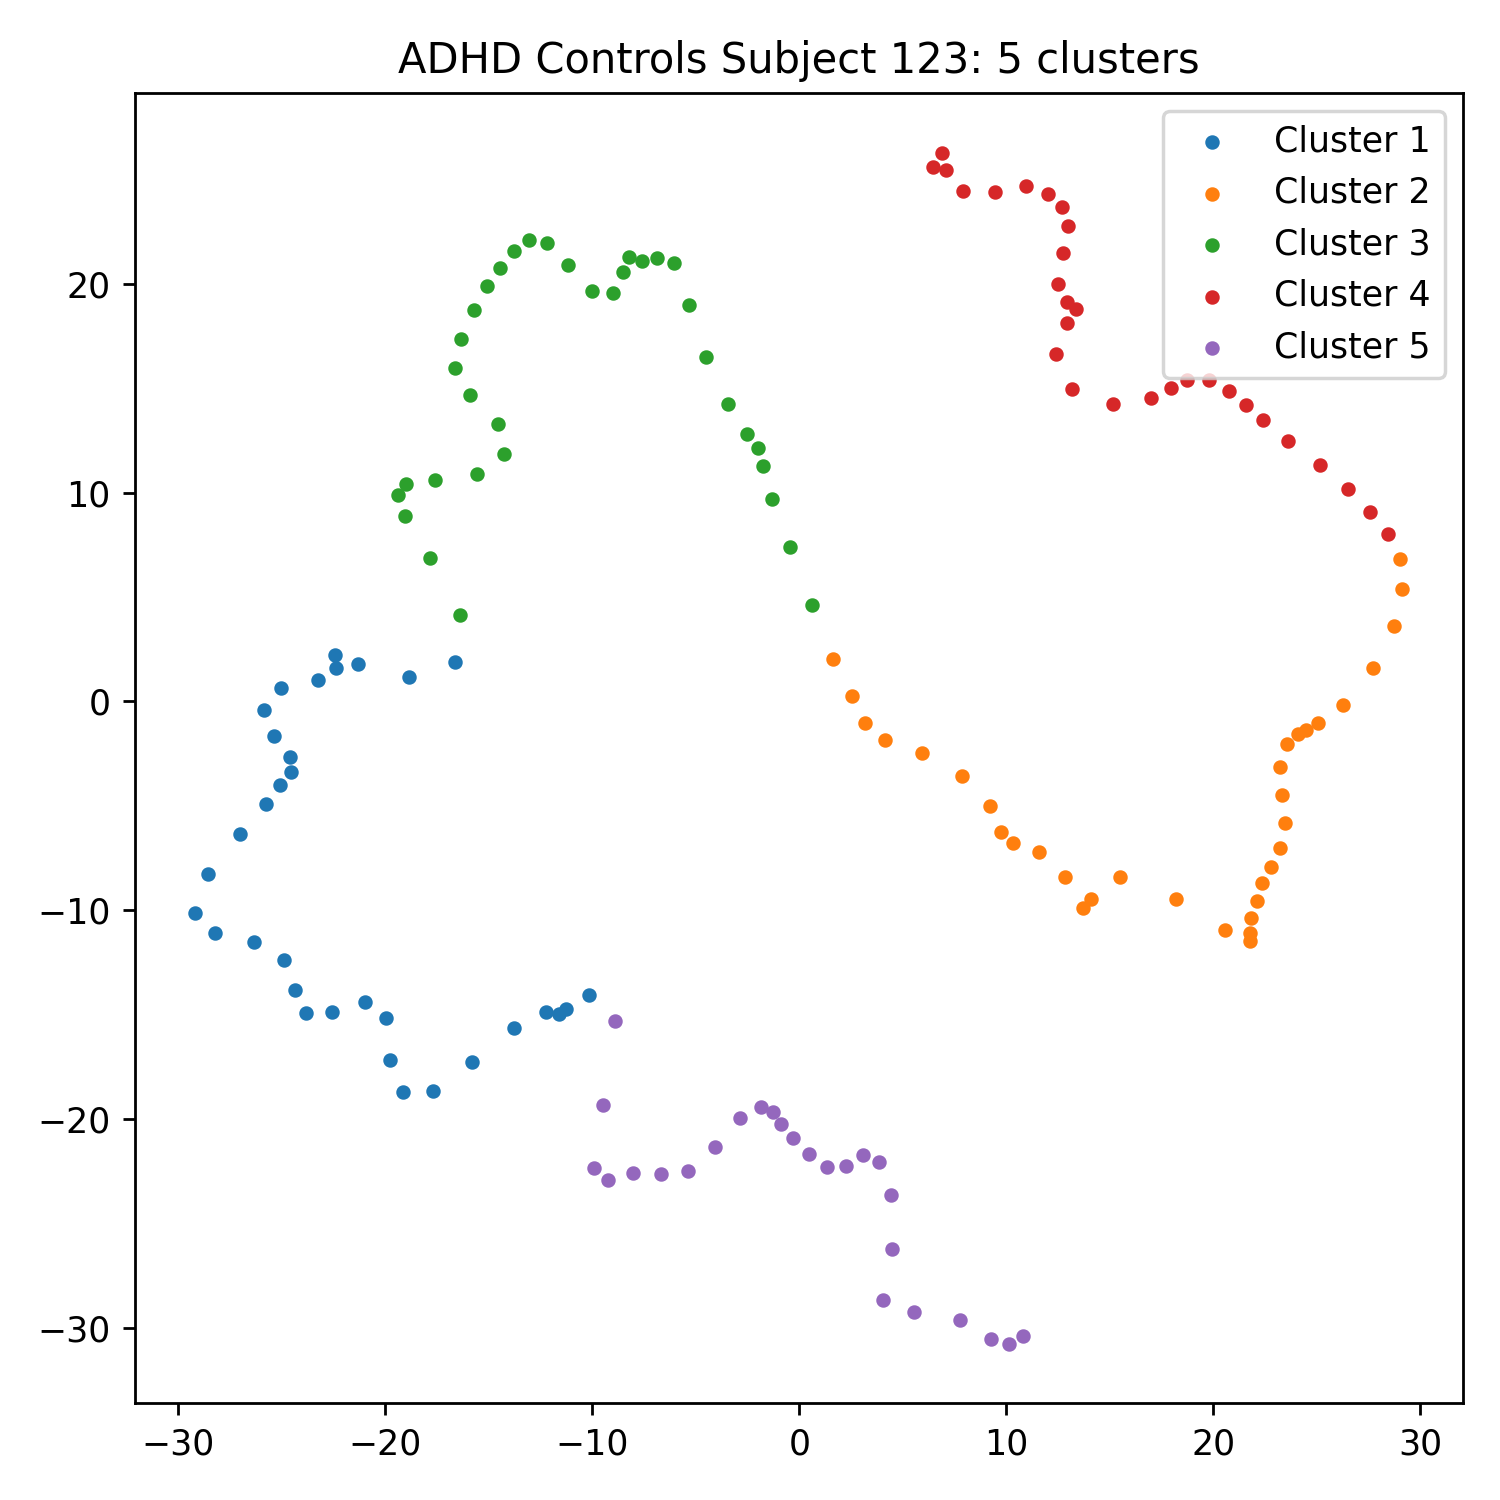 ADHD Controls Subject 123: 5 clusters
Cluster 1
Cluster 2
Cluster 3
Cluster 4
Cluster 5
20
10
0
−10
−20
−30
−30 −20 −10 0 10 20 30